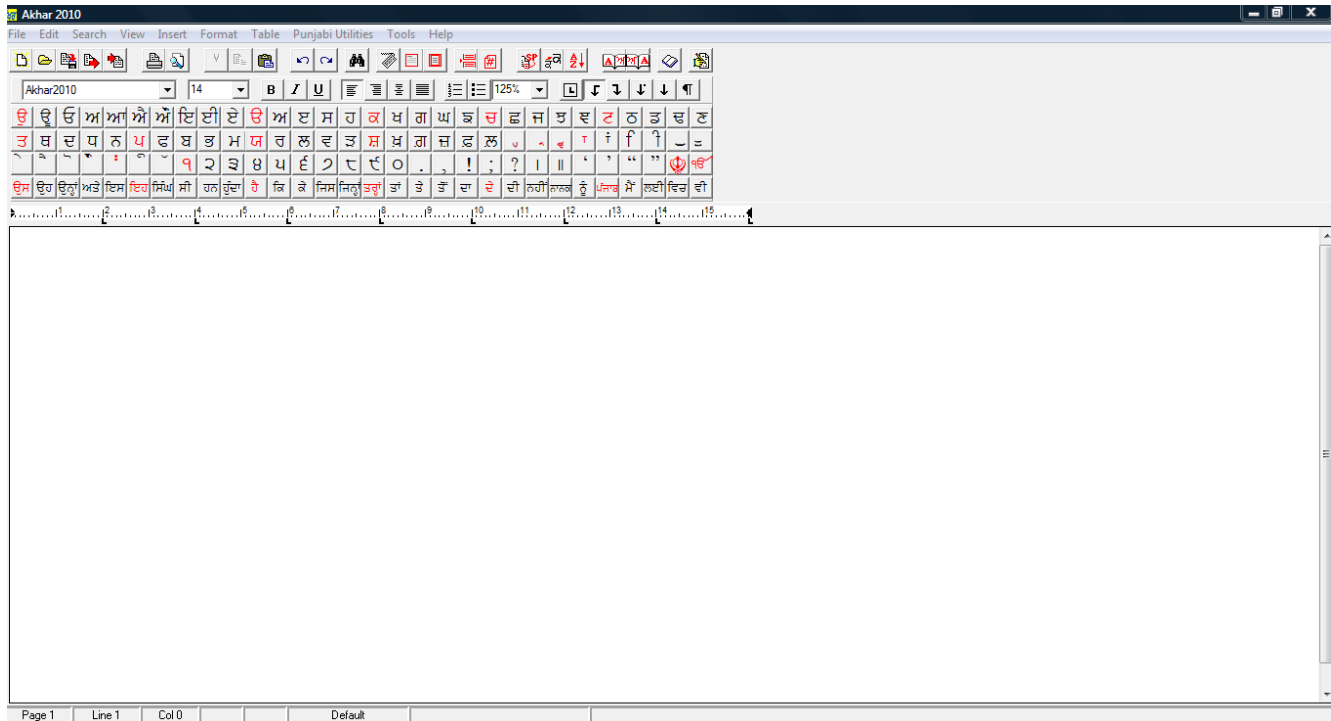 Akhar 2010
File Edit Search View Insert Format Table Punjabi Utilities Tools Help
Akhar2010 14 B I U 125% ¶
ੳੁ ੳੂ ਓ ਅ ਆ ਐ ਔ ਇ ਈ ਏ ੳ ਅ ੲ ਸ ਹ ਕ ਖ ਗ ਘ ਙ ਚ ਛ ਜ ਝ ਞ ਟ ਠ ਡ ਢ ਣ
ਤ ਥ ਦ ਧ ਨ ਪ ਫ ਬ ਭ ਮ ਯ ਰ ਲ ਵ ੜ ਸ਼ ਖ਼ ਗ਼ ਜ਼ ਫ਼ ਲ਼
੧ ੨ ੩ ੪ ੫ ੬ ੭ ੮ ੯ ੦ . , ! ; ? । ॥ ‘ ’ “ ” ☬ ੴ
ਉਸ ਉਹ ਉਨ੍ਹਾਂ ਅਤੇ ਇਸ ਇਹ ਸਿੰਘ ਸੀ ਹਨ ਹੁੰਦਾ ਹੈ ਕਿ ਕੇ ਜਿਸ ਜਿਨ੍ਹਾਂ ਤਰ੍ਹਾਂ ਤਾਂ ਤੇ ਤੋਂ ਦਾ ਦੇ ਦੀ ਨਹੀਂ ਨਾਨਕ ਨੂੰ ਪੰਜਾਬ ਮੈਂ ਲਈ ਵਿਚ ਵੀ
1 2 3 4 5 6 7 8 9 10 11 12 13 14 15
Page 1 Line 1 Col 0 Default